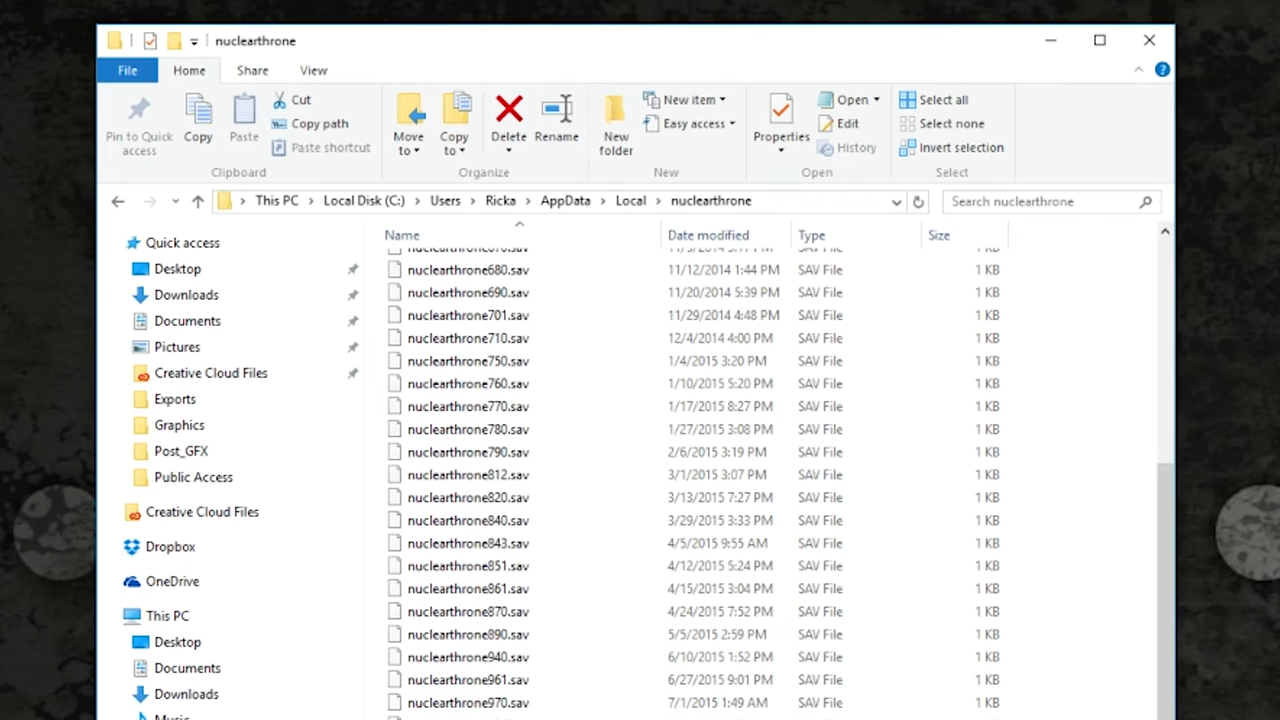 nuclearthrone
File Home Share View
Pin to Quick access
Copy
Paste
Cut
Copy path
Paste shortcut
Clipboard
Move to
Copy to
Delete
Rename
Organize
New folder
New item
Easy access
New
Properties
Open
Edit
History
Open
Select all
Select none
Invert selection
Select
This PC > Local Disk (C:) > Users > Ricka > AppData > Local > nuclearthrone
Search nuclearthrone
Quick access
Desktop
Downloads
Documents
Pictures
Creative Cloud Files
Exports
Graphics
Post_GFX
Public Access
Creative Cloud Files
Dropbox
OneDrive
This PC
Desktop
Documents
Downloads
Music
Name Date modified Type Size
nuclearthrone680.sav 11/12/2014 1:44 PM SAV File 1 KB
nuclearthrone690.sav 11/20/2014 5:39 PM SAV File 1 KB
nuclearthrone701.sav 11/29/2014 4:48 PM SAV File 1 KB
nuclearthrone710.sav 12/4/2014 4:00 PM SAV File 1 KB
nuclearthrone750.sav 1/4/2015 3:20 PM SAV File 1 KB
nuclearthrone760.sav 1/10/2015 5:20 PM SAV File 1 KB
nuclearthrone770.sav 1/17/2015 8:27 PM SAV File 1 KB
nuclearthrone780.sav 1/27/2015 3:08 PM SAV File 1 KB
nuclearthrone790.sav 2/6/2015 3:19 PM SAV File 1 KB
nuclearthrone812.sav 3/1/2015 3:07 PM SAV File 1 KB
nuclearthrone820.sav 3/13/2015 7:27 PM SAV File 1 KB
nuclearthrone840.sav 3/29/2015 3:33 PM SAV File 1 KB
nuclearthrone843.sav 4/5/2015 9:55 AM SAV File 1 KB
nuclearthrone851.sav 4/12/2015 5:24 PM SAV File 1 KB
nuclearthrone861.sav 4/15/2015 3:04 PM SAV File 1 KB
nuclearthrone870.sav 4/24/2015 7:52 PM SAV File 1 KB
nuclearthrone890.sav 5/5/2015 2:59 PM SAV File 1 KB
nuclearthrone940.sav 6/10/2015 1:52 PM SAV File 1 KB
nuclearthrone961.sav 6/27/2015 9:01 PM SAV File 1 KB
nuclearthrone970.sav 7/1/2015 1:49 AM SAV File 1 KB